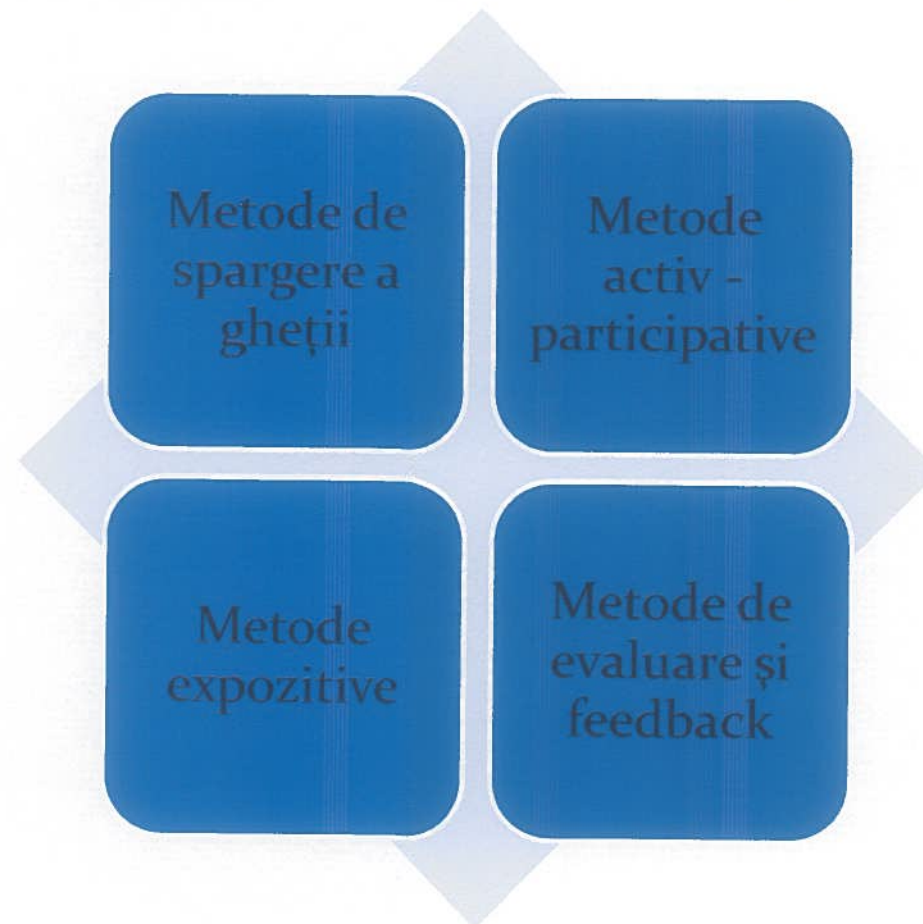 Metode de
spargere a
gheții
Metode
activ -
participative
Metode
expozitive
Metode de
evaluare și
feedback